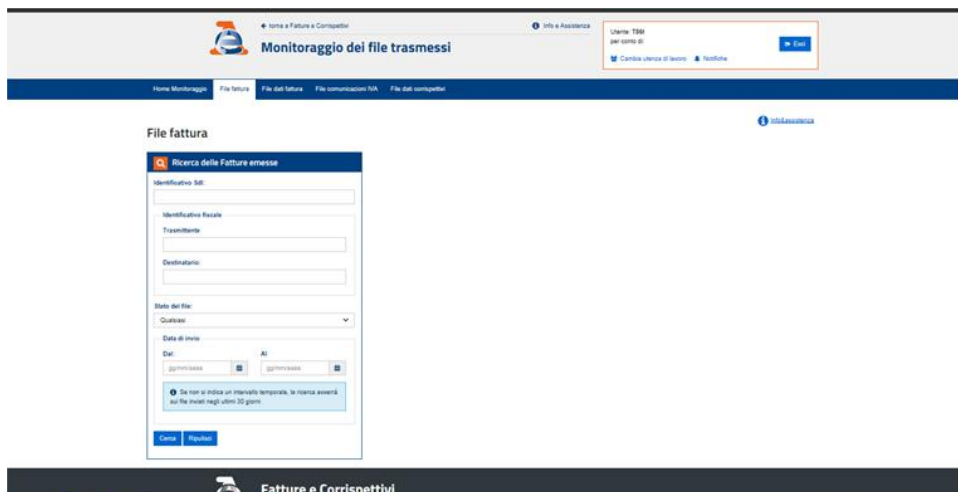 torna a Fatture e Corrispettivi
Info e Assistenza
Monitoraggio dei file trasmessi
Utente: TSM
per conto di:
Esci
Cambia utenza di lavoro
Notifiche
Home Monitoraggio
File fattura
File dati fattura
File comunicazioni IVA
File dati corrispettivi
Info&assistenza
File fattura
Ricerca delle Fatture emesse
Identificativo SdI:
Identificativo fiscale
Trasmittente
Destinatario:
Stato del file:
Qualsiasi
Data di invio
Dal: Al
gg/mm/aaaa gg/mm/aaaa
Se non si indica un intervallo temporale, la ricerca avverrà
sui file inviati negli ultimi 30 giorni
Cerca
Ripulisci
Fatture e Corrispettivi